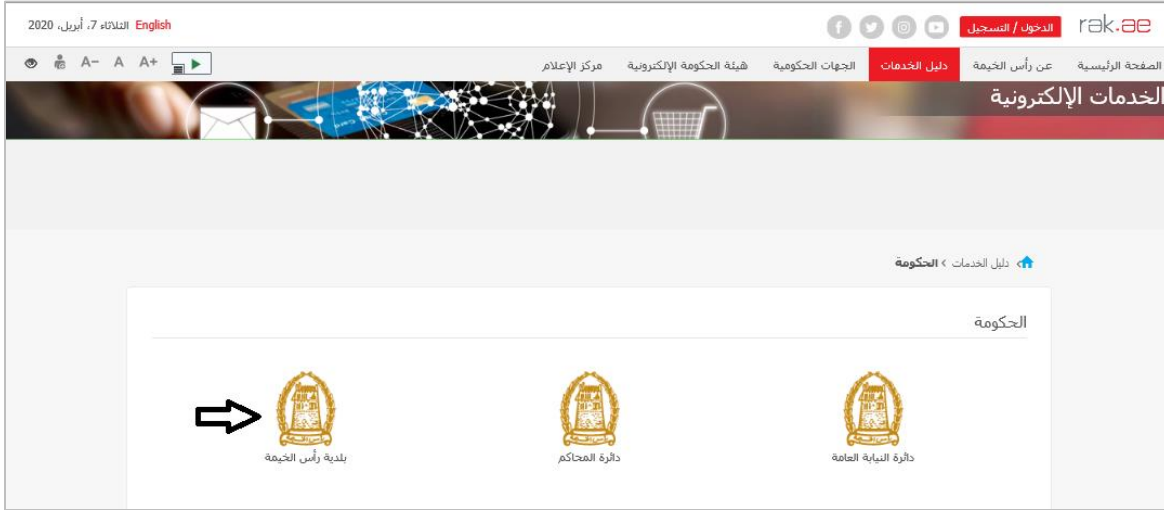 rak.ae
الدخول / التسجيل
English
الثلاثاء 7، أبريل، 2020
الصفحة الرئيسية
عن رأس الخيمة
دليل الخدمات
الجهات الحكومية
هيئة الحكومة الإلكترونية
مركز الإعلام
A+ A A-
الخدمات الإلكترونية
دليل الخدمات › الحكومة
الحكومة
دائرة النيابة العامة
دائرة المحاكم
بلدية رأس الخيمة